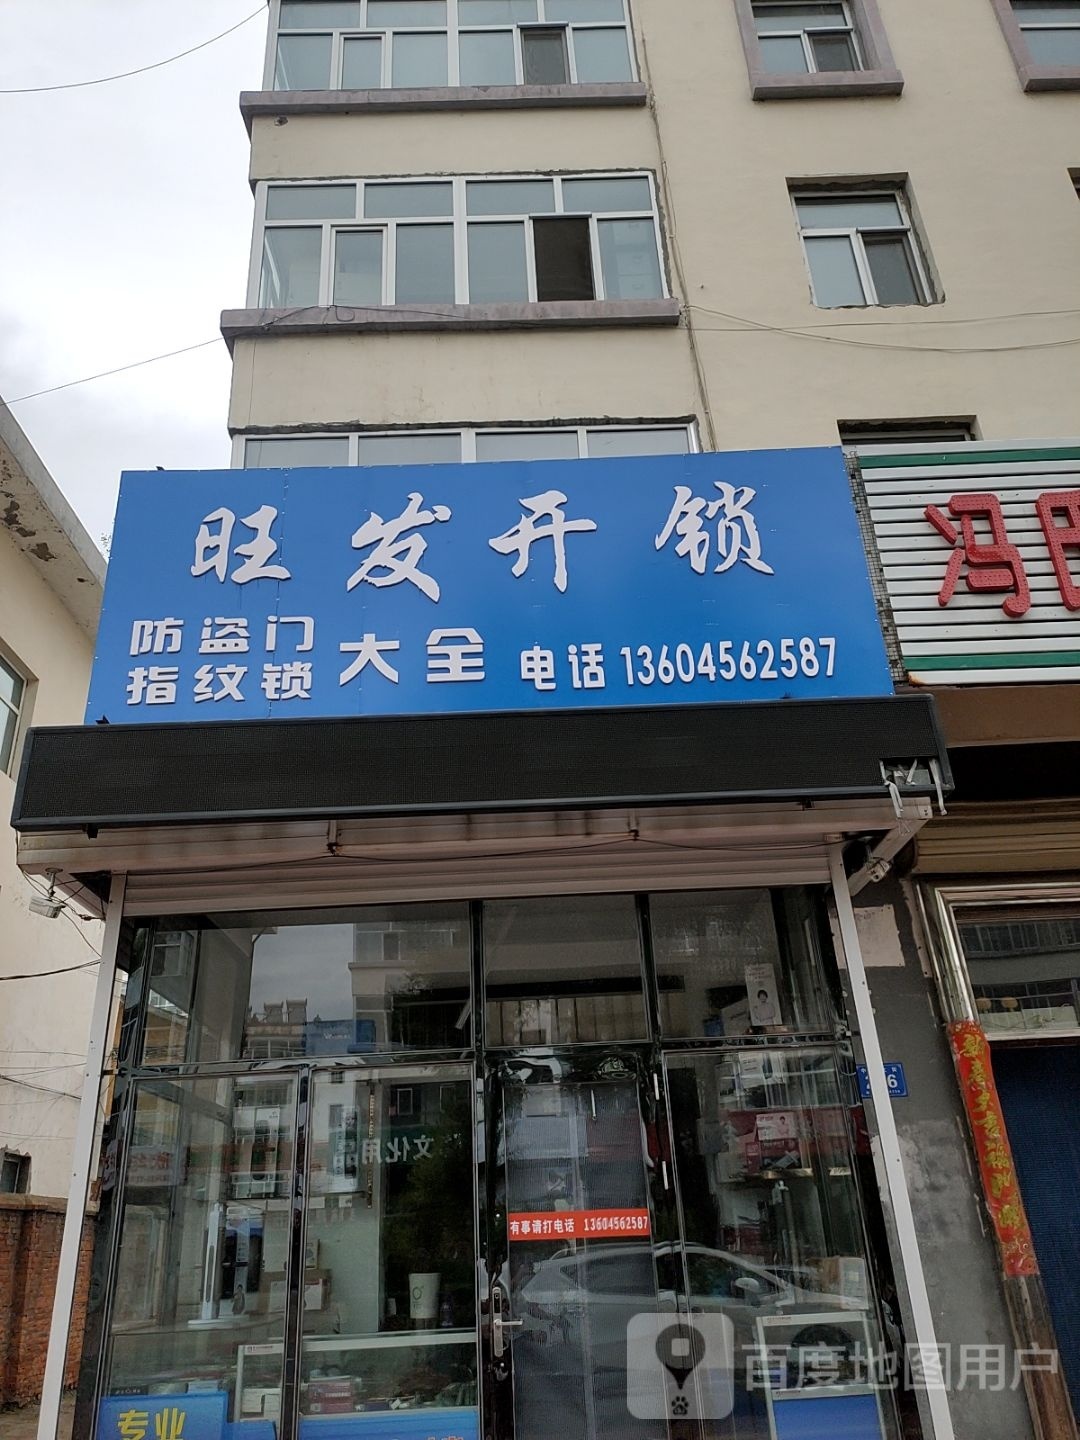 旺发开锁
防盗门
指纹锁
大全
电话 13604562587
冯
文化用品
有事请打电话 13604562587
专业
百度地图用户